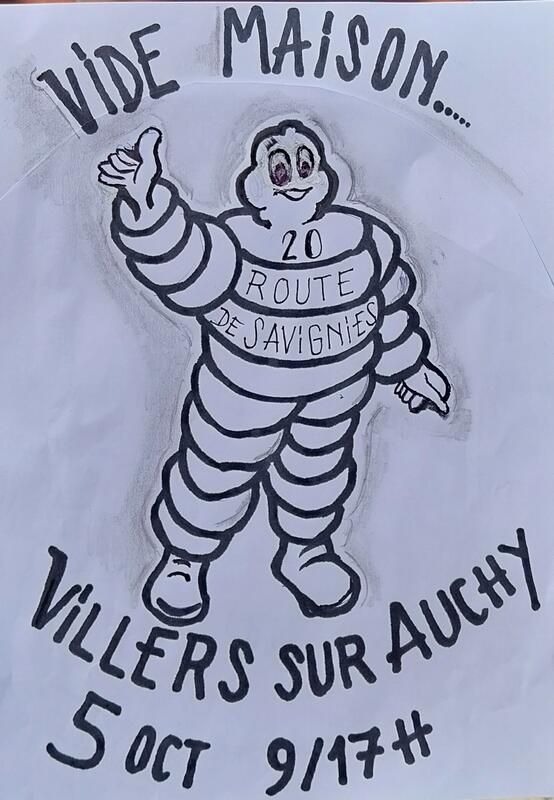 ViDE MAiSON.....
20
ROUTE
DE SAViGNiES
ViLLERS SUR AUCHY
5 OCT 9/17H